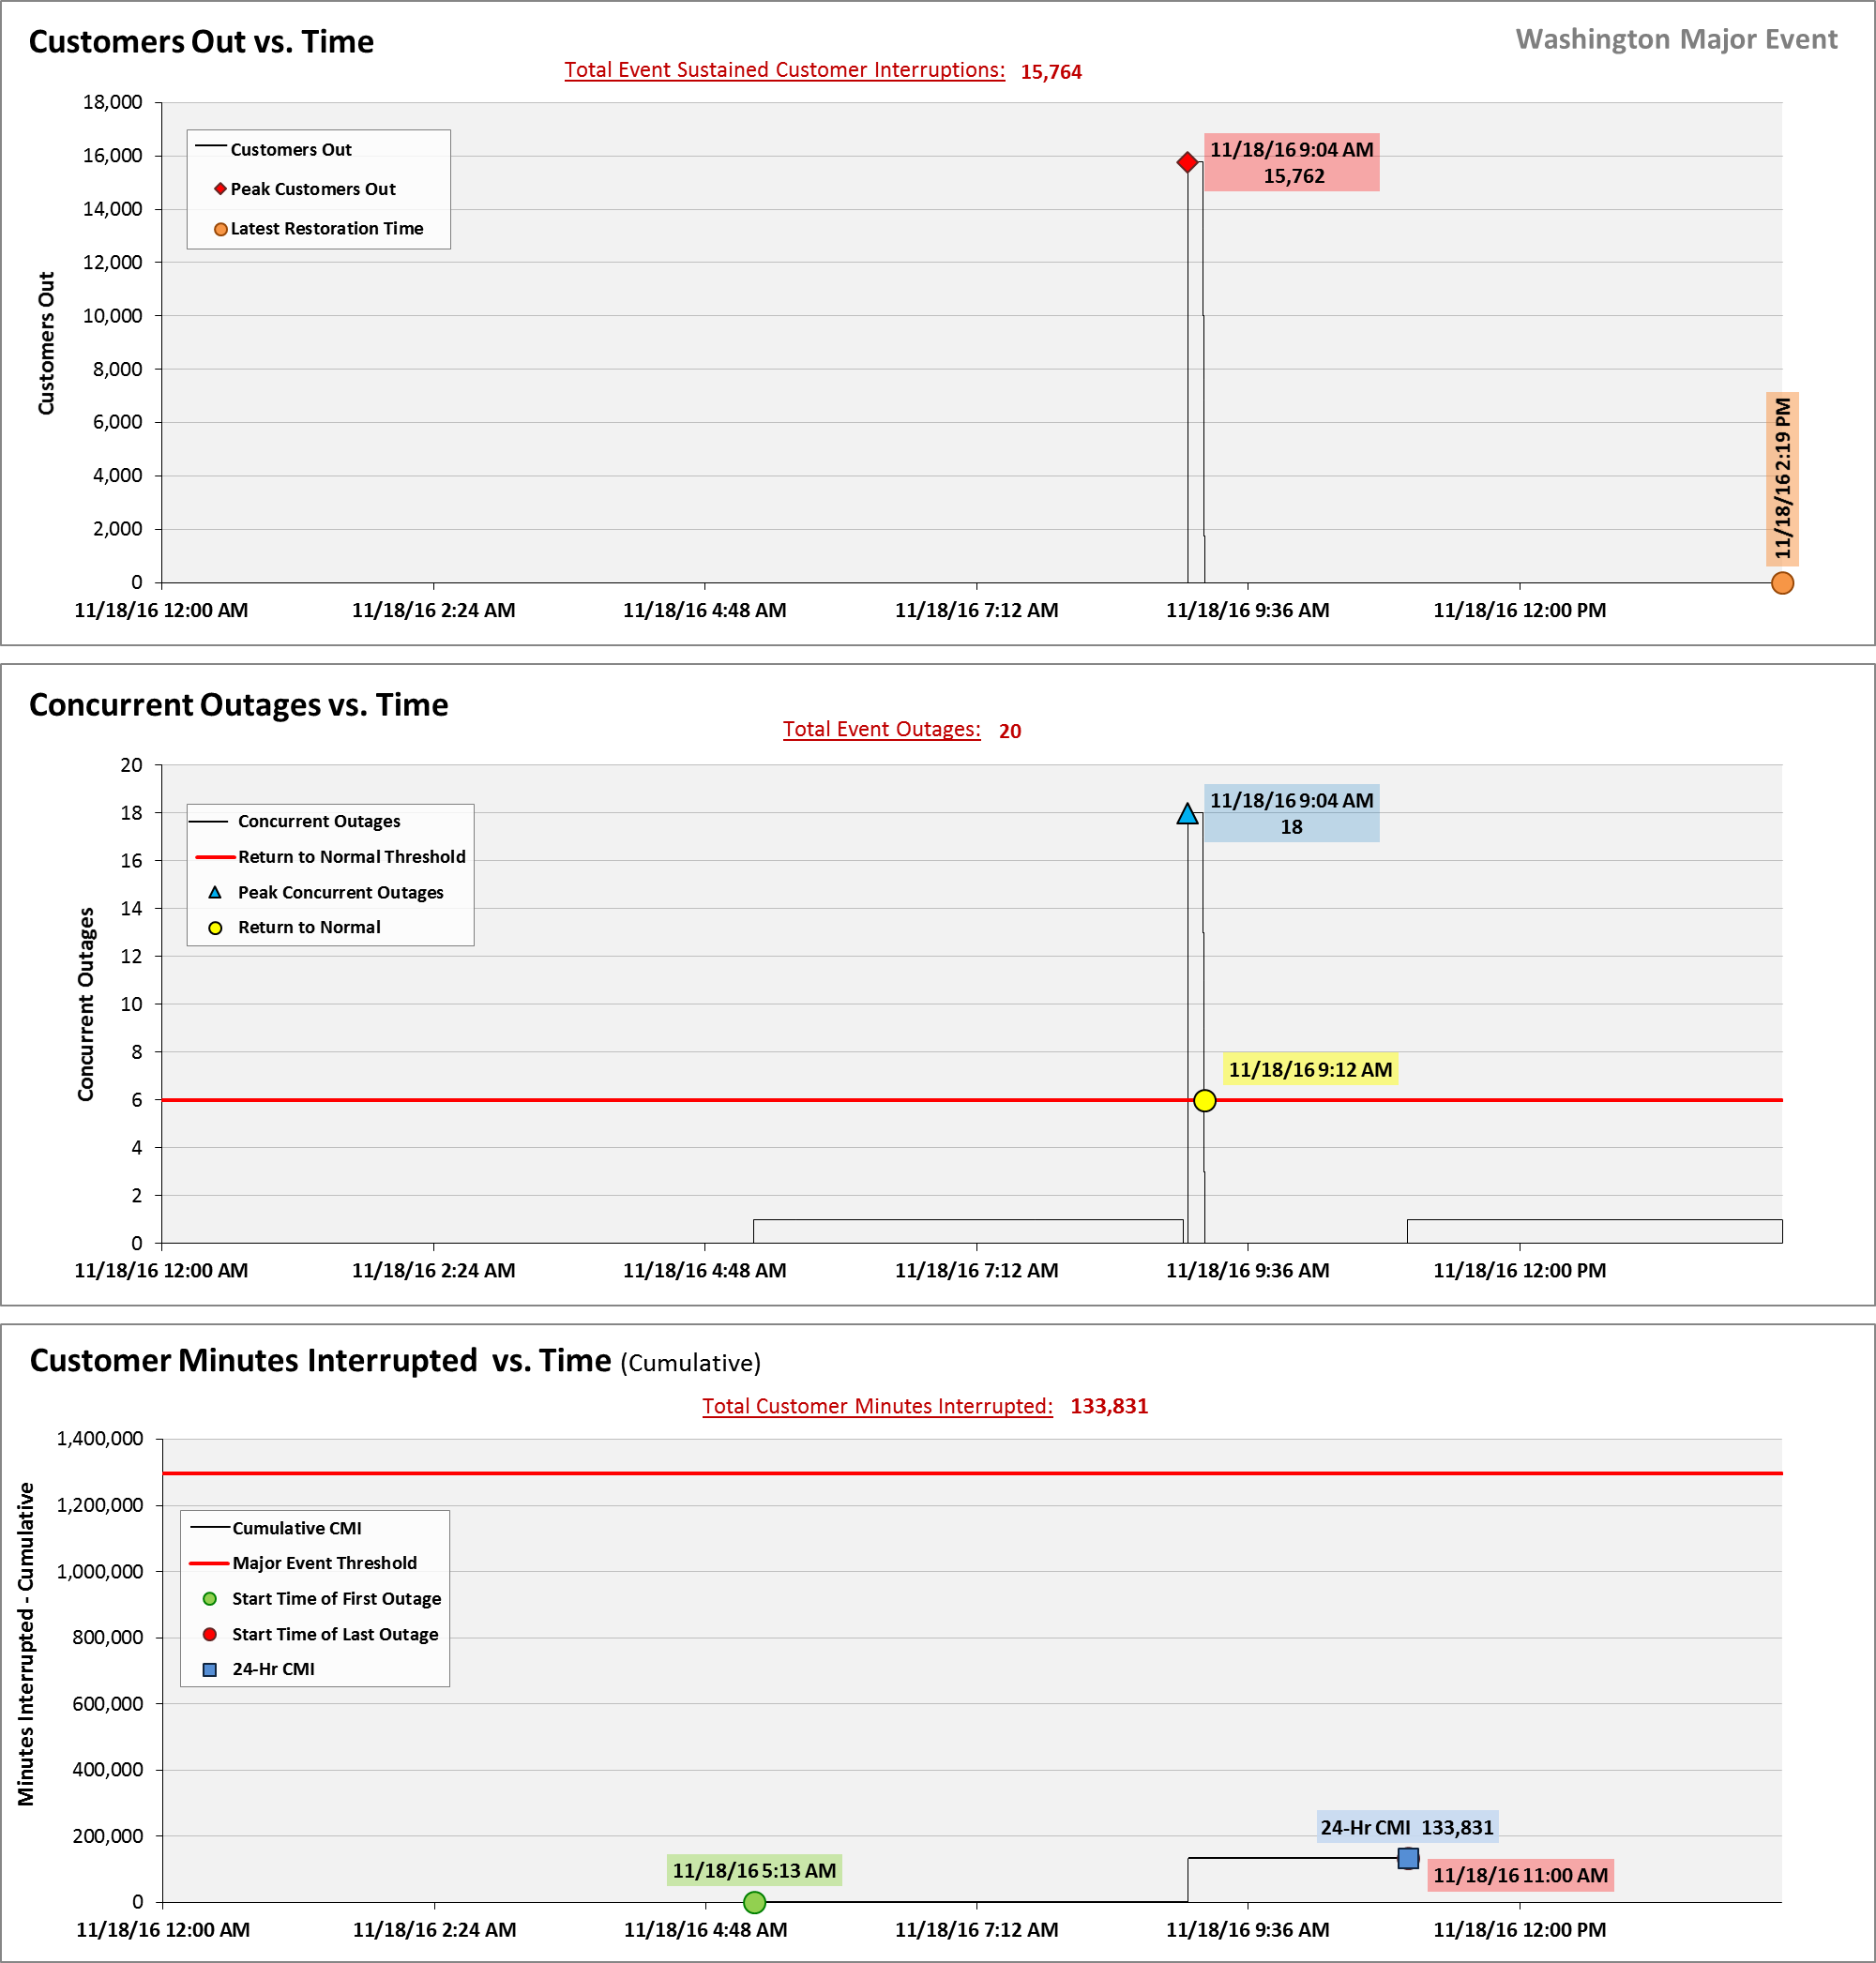 Customers Out vs. Time
Washington Major Event
Total Event Sustained Customer Interruptions: 15,764
18,000
16,000
14,000
12,000
10,000
8,000
6,000
4,000
2,000
0
Customers Out
Customers Out
Peak Customers Out
Latest Restoration Time
11/18/16 9:04 AM
15,762
11/18/16 2:19 PM
11/18/16 12:00 AM
11/18/16 2:24 AM
11/18/16 4:48 AM
11/18/16 7:12 AM
11/18/16 9:36 AM
11/18/16 12:00 PM
Concurrent Outages vs. Time
Total Event Outages: 20
20
18
16
14
12
10
8
6
4
2
0
Concurrent Outages
Concurrent Outages
Return to Normal Threshold
Peak Concurrent Outages
Return to Normal
11/18/16 9:04 AM
18
11/18/16 9:12 AM
11/18/16 12:00 AM
11/18/16 2:24 AM
11/18/16 4:48 AM
11/18/16 7:12 AM
11/18/16 9:36 AM
11/18/16 12:00 PM
Customer Minutes Interrupted vs. Time (Cumulative)
Total Customer Minutes Interrupted: 133,831
1,400,000
1,200,000
1,000,000
800,000
600,000
400,000
200,000
0
Minutes Interrupted - Cumulative
Cumulative CMI
Major Event Threshold
Start Time of First Outage
Start Time of Last Outage
24-Hr CMI
24-Hr CMI 133,831
11/18/16 5:13 AM
11/18/16 11:00 AM
11/18/16 12:00 AM
11/18/16 2:24 AM
11/18/16 4:48 AM
11/18/16 7:12 AM
11/18/16 9:36 AM
11/18/16 12:00 PM